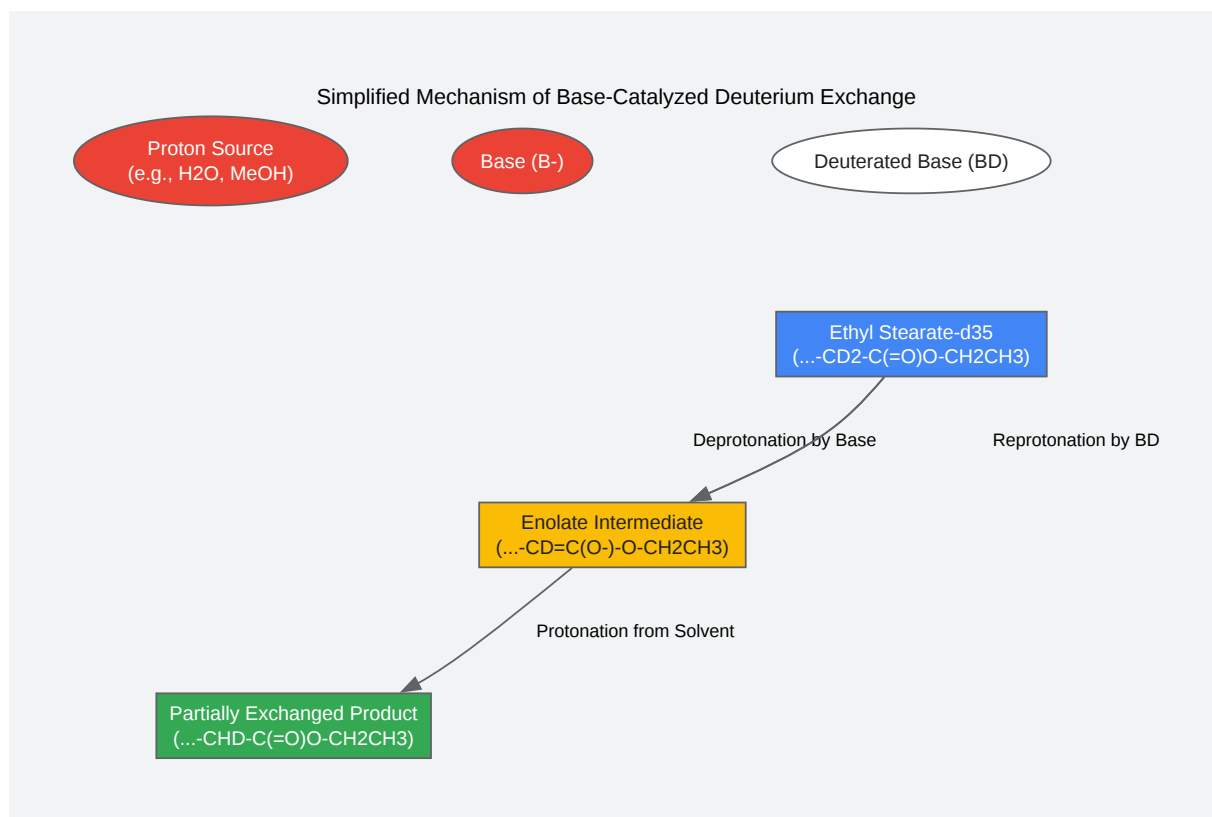 Simplified Mechanism of Base-Catalyzed Deuterium Exchange
Proton Source
(e.g., H2O, MeOH)
Base (B-)
Deuterated Base (BD)
Ethyl Stearate-d35
(...-CD2-C(=O)O-CH2CH3)
Deprotonation by Base
Reprotonation by BD
Enolate Intermediate
(...-CD=C(O-)-O-CH2CH3)
Protonation from Solvent
Partially Exchanged Product
(...-CHD-C(=O)O-CH2CH3)